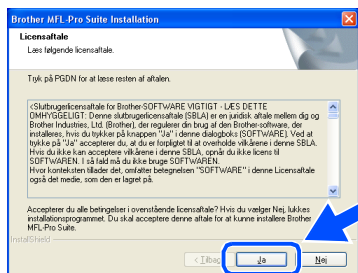 Brother MFL-Pro Suite Installation
Licensaftale
Læs følgende licensaftale.
Tryk på PGDN for at læse resten af aftalen.
<Slutbrugerlicensaftale for Brother-SOFTWARE VIGTIGT - LÆS DETTE
OMHYGGELIGT: Denne slutbrugerlicensaftale (SBLA) er en juridisk aftale mellem dig og
Brother Industries, Ltd. (Brother), der regulerer din brug af den Brother-software, der
installeres, hvis du trykker på knappen "Ja" i denne dialogboks (SOFTWARE). Ved at
trykke på "Ja" accepterer du, at du er forpligtet til at overholde vilkårene i denne SBLA.
Hvis du ikke kan acceptere vilkårene i denne SBLA, opnår du ikke licens til
SOFTWAREN. I så fald må du ikke bruge SOFTWAREN.
Hvor konteksten tillader det, omfatter betegnelsen "SOFTWARE" i denne Licensaftale
også det medie, som den er lagret på.
Accepterer du alle betingelser i ovenstående licensaftale? Hvis du vælger Nej, lukkes
installationsprogrammet. Du skal acceptere denne aftale for at kunne installere Brother
MFL-Pro Suite.
InstallShield
< Tilbag
Ja
Nej